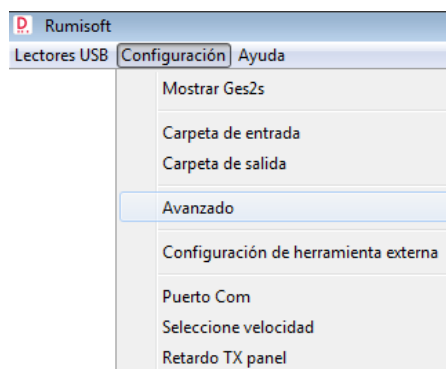 Rumisoft
Lectores USB Configuración Ayuda
Mostrar Ges2s
Carpeta de entrada
Carpeta de salida
Avanzado
Configuración de herramienta externa
Puerto Com
Seleccione velocidad
Retardo TX panel